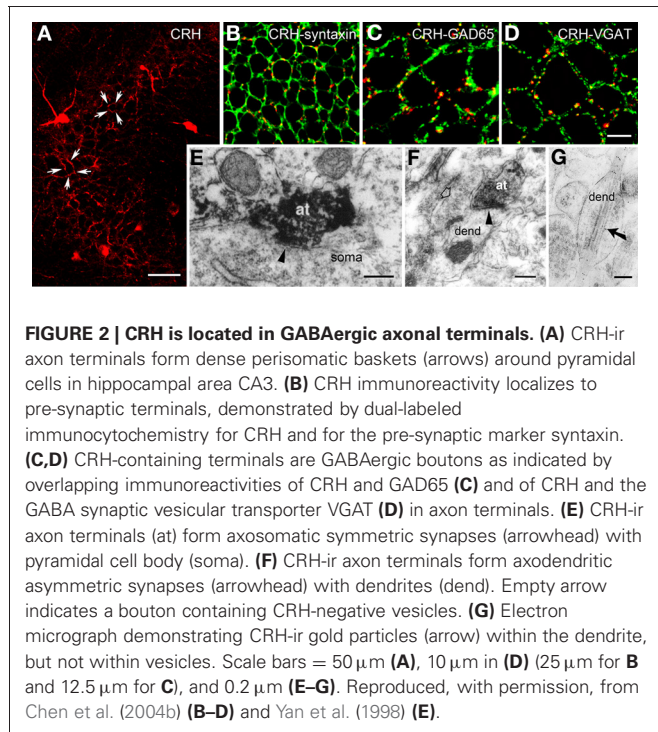 A CRH
B CRH-syntaxin
C CRH-GAD65
D CRH-VGAT
E at soma
F at dend
G dend
FIGURE 2 | CRH is located in GABAergic axonal terminals. (A) CRH-ir
axon terminals form dense perisomatic baskets (arrows) around pyramidal
cells in hippocampal area CA3. (B) CRH immunoreactivity localizes to
pre-synaptic terminals, demonstrated by dual-labeled
immunocytochemistry for CRH and for the pre-synaptic marker syntaxin.
(C,D) CRH-containing terminals are GABAergic boutons as indicated by
overlapping immunoreactivities of CRH and GAD65 (C) and of CRH and the
GABA synaptic vesicular transporter VGAT (D) in axon terminals. (E) CRH-ir
axon terminals (at) form axosomatic symmetric synapses (arrowhead) with
pyramidal cell body (soma). (F) CRH-ir axon terminals form axodendritic
asymmetric synapses (arrowhead) with dendrites (dend). Empty arrow
indicates a bouton containing CRH-negative vesicles. (G) Electron
micrograph demonstrating CRH-ir gold particles (arrow) within the dendrite,
but not within vesicles. Scale bars = 50 μm (A), 10 μm in (D) (25 μm for B
and 12.5 μm for C), and 0.2 μm (E–G). Reproduced, with permission, from
Chen et al. (2004b) (B–D) and Yan et al. (1998) (E).